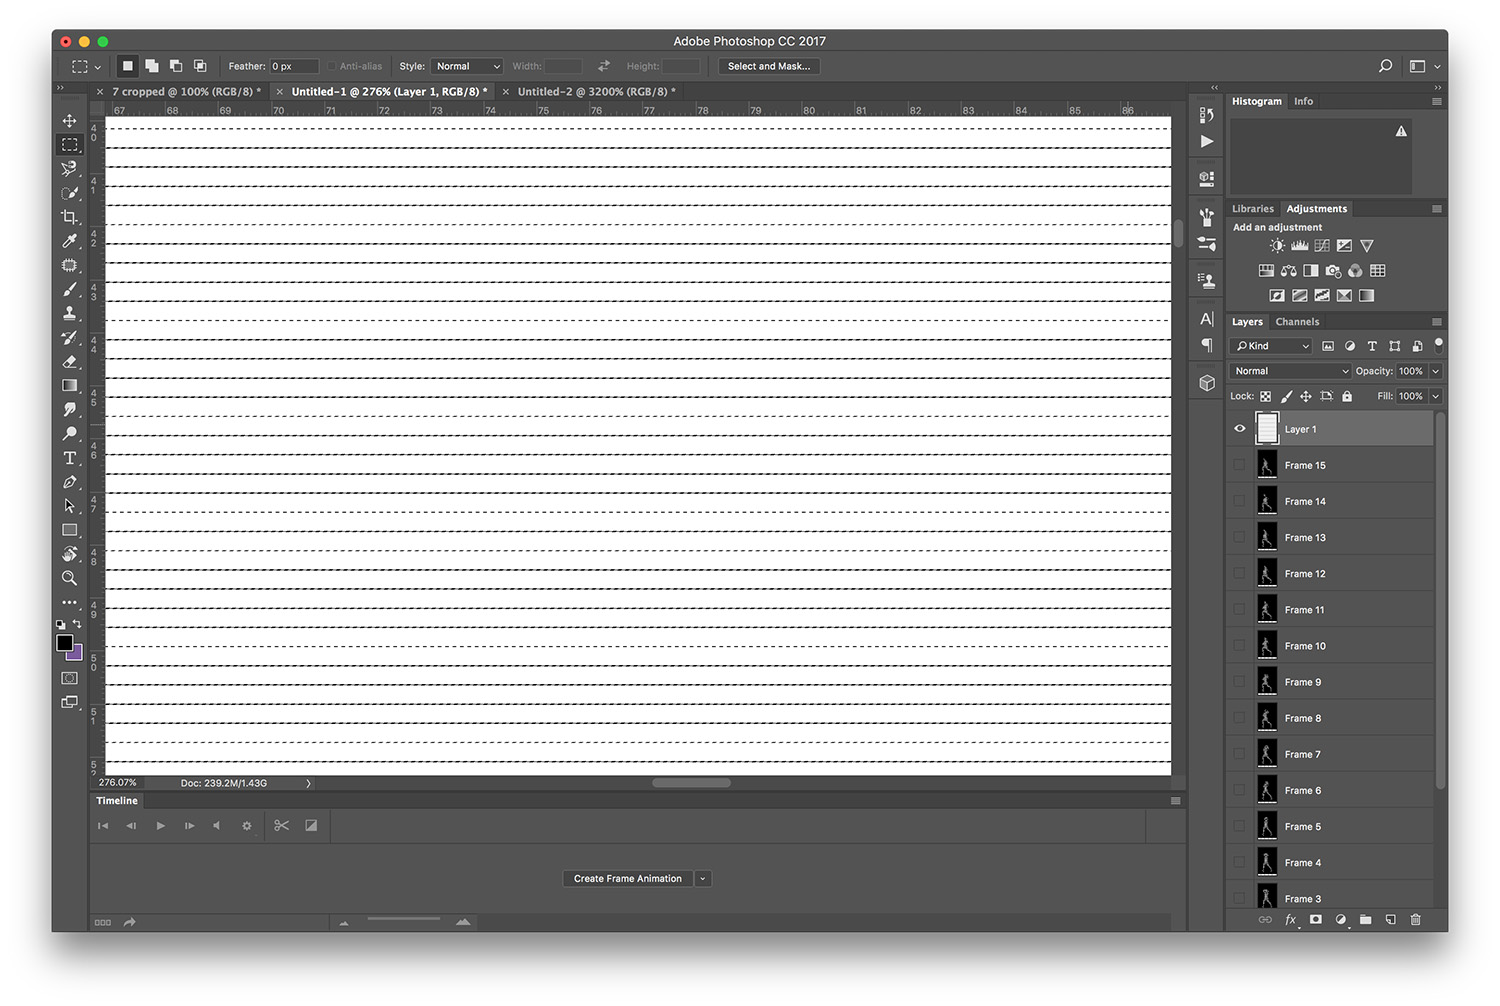 Adobe Photoshop CC 2017
Feather: 0 px Anti-alias Style: Normal Width: Height: Select and Mask...
7 cropped @ 100% (RGB/8) * Untitled-1 @ 276% (Layer 1, RGB/8) * Untitled-2 @ 3200% (RGB/8) *
67 68 69 70 71 72 73 74 75 76 77 78 79 80 81 82 83 84 85 86
40
41
42
43
44
45
46
47
48
49
50
51
52
276.07% Doc: 239.2M/1.43G
Timeline
Create Frame Animation
Histogram Info
Libraries Adjustments
Add an adjustment
Layers Channels
Kind
Normal Opacity: 100%
Lock: Fill: 100%
Layer 1
Frame 15
Frame 14
Frame 13
Frame 12
Frame 11
Frame 10
Frame 9
Frame 8
Frame 7
Frame 6
Frame 5
Frame 4
Frame 3
fx